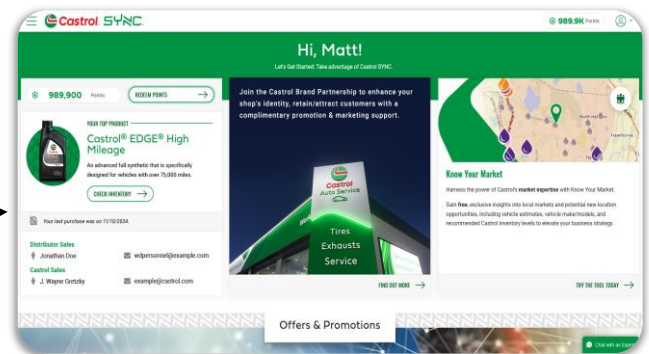 Castrol SYNC.
989.9K Points
Hi, Matt!
Let's Get Started: Take advantage of Castrol SYNC.
989,900 Points REDEEM POINTS
YOUR TOP PRODUCT
Castrol® EDGE® High
Mileage
An advanced full synthetic that is specifically
designed for vehicles with over 75,000 miles.
CHECK INVENTORY
Your last purchase was on 11/10/2024.
Distributor Sales
Jonathan Doe wdpersonnel@example.com
Castrol Sales
J. Wayne Gretzky example@castrol.com
Join the Castrol Brand Partnership to enhance your
shop's identity, retain/attract customers with a
complimentary promotion & marketing support.
Castrol
Auto Service
Tires
Exhausts
Service
FIND OUT MORE
Know Your Market
Harness the power of Castrol's market expertise with Know Your Market.
Gain free, exclusive insights into local markets and potential new location
opportunities, including vehicle estimates, vehicle make/models, and
recommended Castrol inventory levels to elevate your business strategy.
TRY THE TOOL TODAY
Offers & Promotions
Chat with an Expert